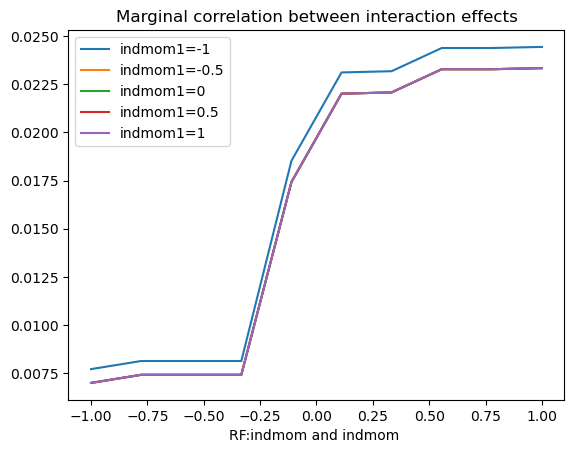 Marginal correlation between interaction effects
indmom1=-1
indmom1=-0.5
indmom1=0
indmom1=0.5
indmom1=1
0.0250
0.0225
0.0200
0.0175
0.0150
0.0125
0.0100
0.0075
−1.00 −0.75 −0.50 −0.25 0.00 0.25 0.50 0.75 1.00
RF:indmom and indmom